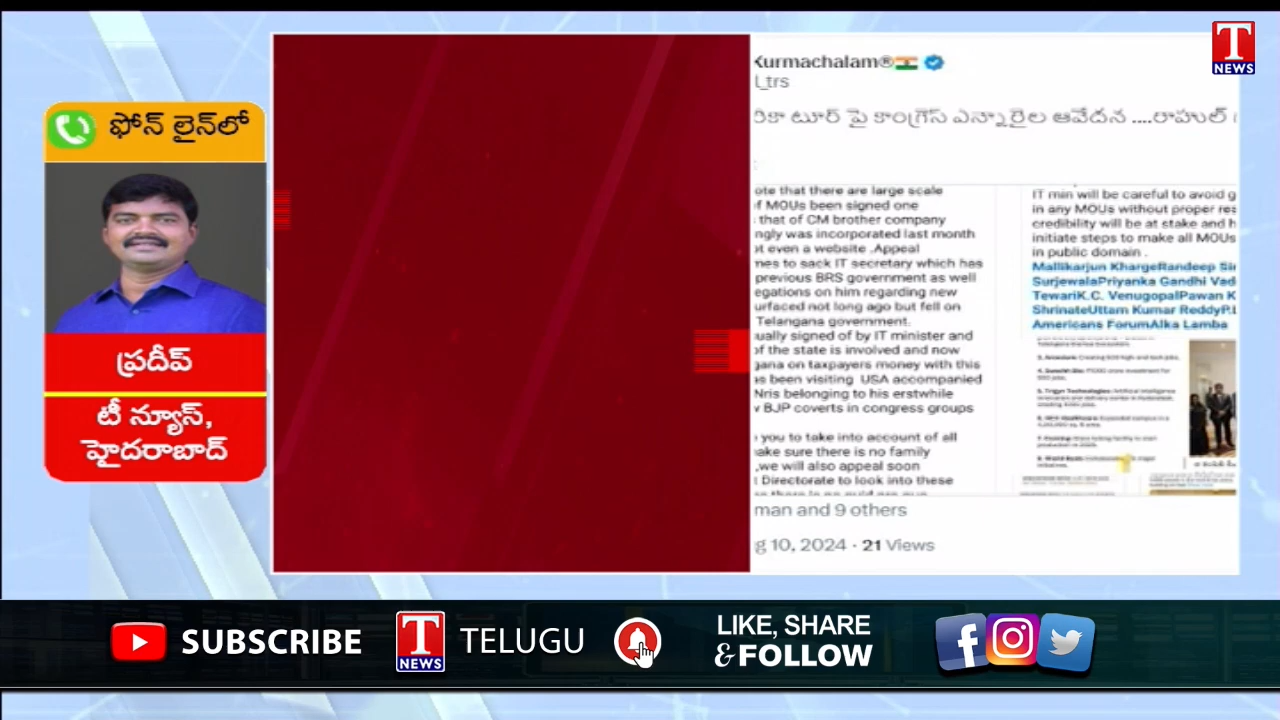 T
NEWS
ఫోన్ లైన్‌లో
ప్రదీప్
టీ న్యూస్,
హైదరాబాద్
Kurmachalam®
_trs
టూర్ పై కాంగ్రెస్ ఎన్నారైల ఆవేదన ....రాహుల్
ote that there are large scale
f MOUs been signed one
that of CM brother company
ngly was incorporated last month
ot even a website .Appeal
mes to sack IT secretary which has
previous BRS government as well
egations on him regarding new
urfaced not long ago but fell on
Telangana government.
ually signed of by IT minister and
of the state is involved and now
gana on taxpayers money with this
as been visiting USA accompanied
Nris belonging to his erstwhile
BJP coverts in congress groups
you to take into account of all
ake sure there is no family
,we will also appeal soon
Directorate to look into these
IT min will be careful to avoid g
in any MOUs without proper res
credibility will be at stake and h
initiate steps to make all MOUs
in public domain .
Mallikarjun KhargeRandeep Sin
SurjewalaPriyanka Gandhi Vad
TewariK.C. VenugopalPawan K
ShrinateUttam Kumar ReddyP.
Americans ForumAlka Lamba
man and 9 others
g 10, 2024 · 21 Views
SUBSCRIBE
T
NEWS
TELUGU
LIKE, SHARE
& FOLLOW